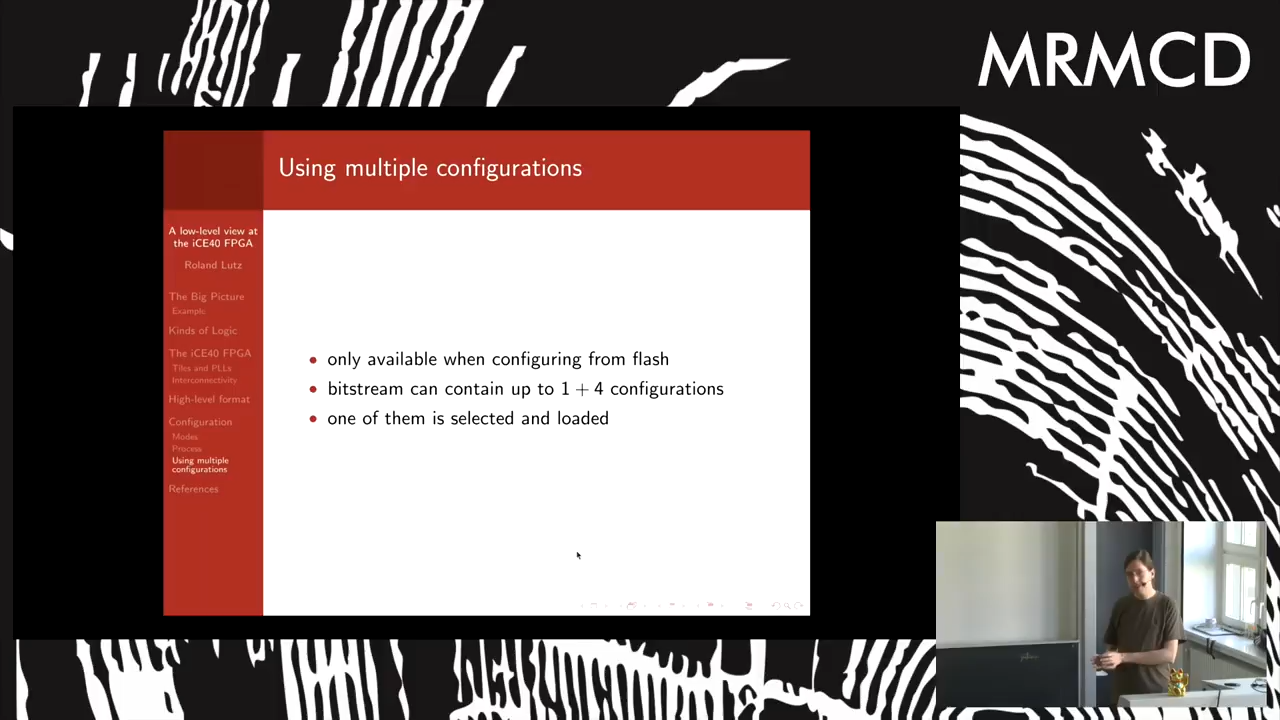 MRMCD
Using multiple configurations
A low-level view at
the iCE40 FPGA
Roland Lutz
The Big Picture
Example
Kinds of Logic
The iCE40 FPGA
Tiles and PLLs
Interconnectivity
High-level format
Configuration
Modes
Process
Using multiple
configurations
References
• only available when configuring from flash
• bitstream can contain up to 1 + 4 configurations
• one of them is selected and loaded